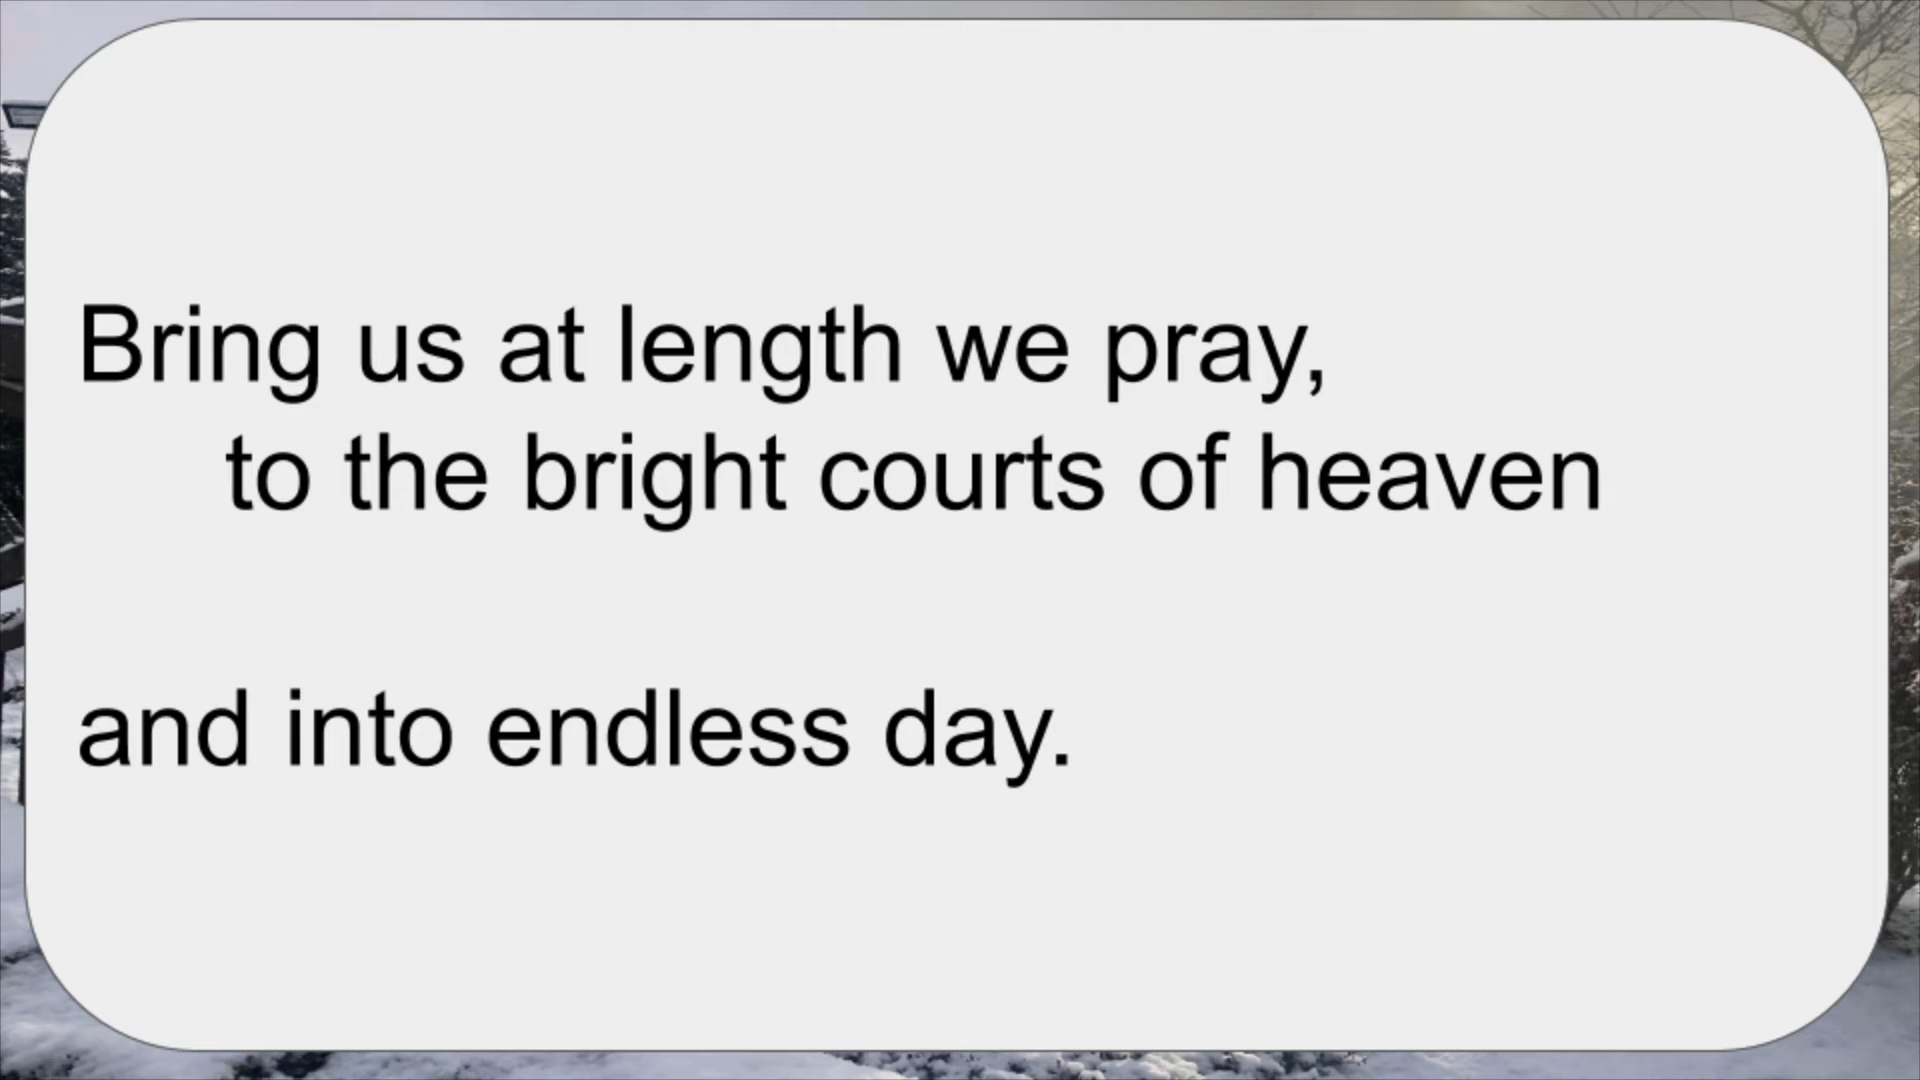 Bring us at length we pray,
to the bright courts of heaven
and into endless day.